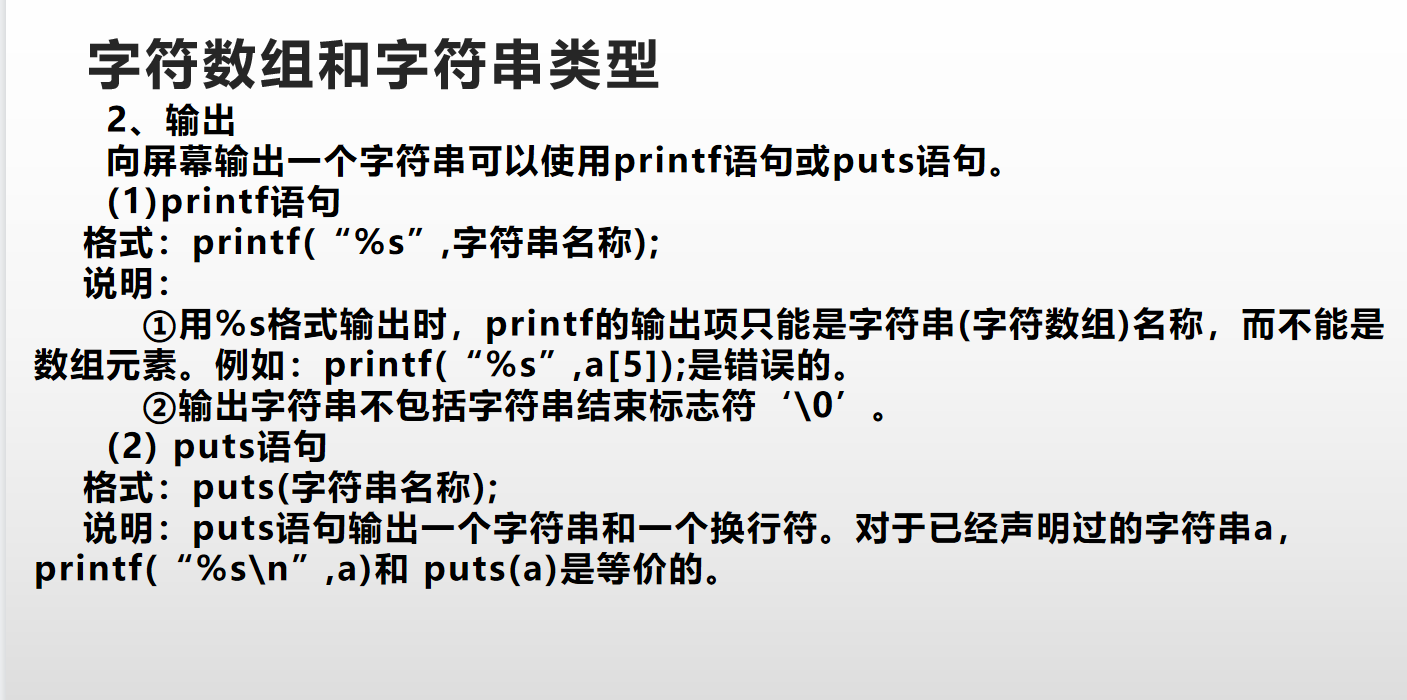 字符数组和字符串类型
2、输出
向屏幕输出一个字符串可以使用printf语句或puts语句。
(1)printf语句
格式：printf(“%s”,字符串名称);
说明：
①用%s格式输出时，printf的输出项只能是字符串(字符数组)名称，而不能是
数组元素。例如：printf(“%s”,a[5]);是错误的。
②输出字符串不包括字符串结束标志符‘\0’。
(2) puts语句
格式：puts(字符串名称);
说明：puts语句输出一个字符串和一个换行符。对于已经声明过的字符串a，
printf(“%s\n”,a)和 puts(a)是等价的。